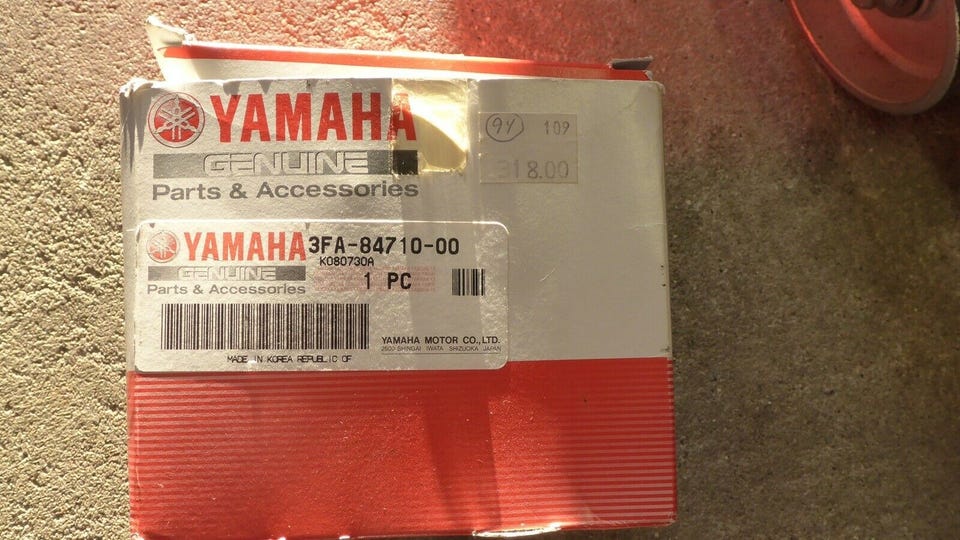 YAMAHA
GENUINE
Parts & Accessories
94 109
318.00
YAMAHA 3FA-84710-00
K080730A
GENUINE
1 PC
Parts & Accessories
YAMAHA MOTOR CO.,LTD.
2500 SHINGAI IWATA SHIZUOKA JAPAN
MADE IN KOREA REPUBLIC OF